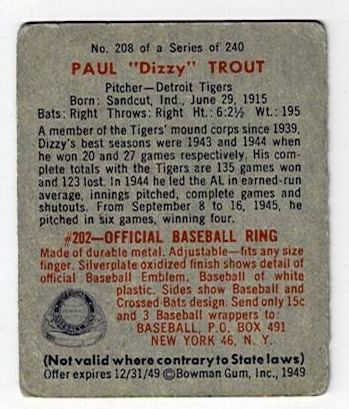 No. 208 of a Series of 240
PAUL "Dizzy" TROUT
Pitcher—Detroit Tigers
Born: Sandcut, Ind., June 29, 1915
Bats: Right Throws: Right Ht.: 6:2½ Wt.: 195
A member of the Tigers' mound corps since 1939,
Dizzy's best seasons were 1943 and 1944 when
he won 20 and 27 games respectively. His com-
plete totals with the Tigers are 135 games won
and 123 lost. In 1944 he led the AL in earned-run
average, innings pitched, complete games and
shutouts. From September 8 to 16, 1945, he
pitched in six games, winning four.
#202—OFFICIAL BASEBALL RING
Made of durable metal. Adjustable—fits any size
finger. Silverplate oxidized finish shows detail of
official Baseball Emblem, Baseball of white
plastic. Sides show Baseball and
Crossed-Bats design. Send only 15c
and 3 Baseball wrappers to:
BASEBALL, P.O. BOX 491
NEW YORK 46, N. Y.
(Not valid where contrary to State laws)
Offer expires 12/31/49 ©Bowman Gum, Inc., 1949